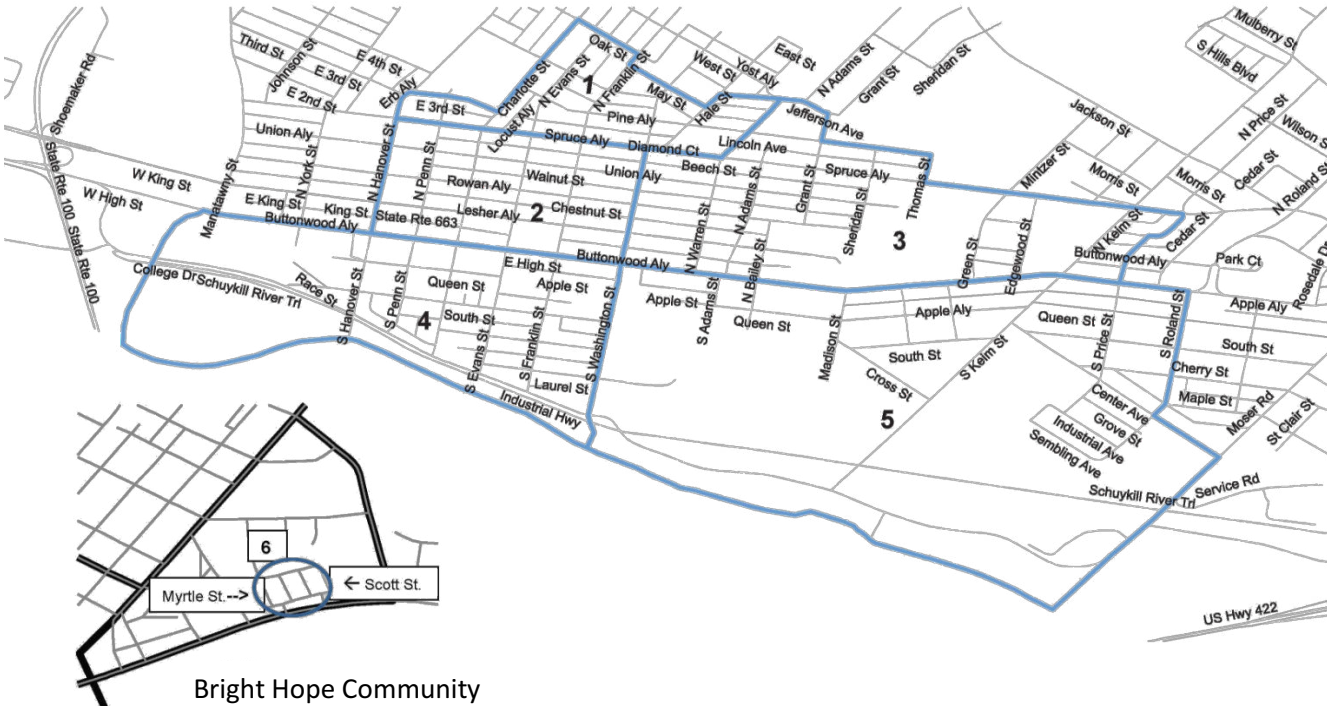 Mulberry St
S Hills Blvd
Shoemaker Rd
Third St
Johnson St
E 4th St
E 3rd St
E 2nd St
Erb Aly
E 3rd St
Charlotte St
Oak St
N Evans St
1
N Franklin St
West St
Yost Aly
East St
May St
Hale St
N Adams St
Grant St
Sheridan St
Jefferson Ave
Locust Aly
Pine Aly
Spruce Aly
Diamond Ct
Lincoln Ave
Jackson St
N Price St
Wilson St
Union Aly
N York St
N Hanover St
N Penn St
Walnut St
Union Aly
Beech St
Spruce Aly
Thomas St
Mintzer St
Morris St
Morris St
Cedar St
N Roland St
State Rte 100
State Rte 100
W King St
W High St
Manatawny St
E King St
King St
Buttonwood Aly
State Rte 663
Rowan Aly
Lesher Aly
2
Chestnut St
N Warren St
N Adams St
Grant St
Sheridan St
3
N Keim St
Cedar St
Buttonwood Aly
N Bailey St
Green St
Edgewood St
Buttonwood Aly
Park Ct
Rosedale Dr
College Dr
Schuykill River Trl
Race St
S Hanover St
S Penn St
Queen St
E High St
Apple St
South St
4
S Evans St
S Franklin St
S Washington St
Laurel St
Industrial Hwy
Apple St
S Adams St
Queen St
Madison St
Apple Aly
South St
Cross St
S Keim St
5
Queen St
S Price St
S Roland St
Apple Aly
South St
Cherry St
Maple St
Center Ave
Grove St
Industrial Ave
Sembling Ave
Moser Rd
St Clair St
Schuykill River Trl
Service Rd
US Hwy 422
6
Myrtle St.-->
← Scott St.
Bright Hope Community